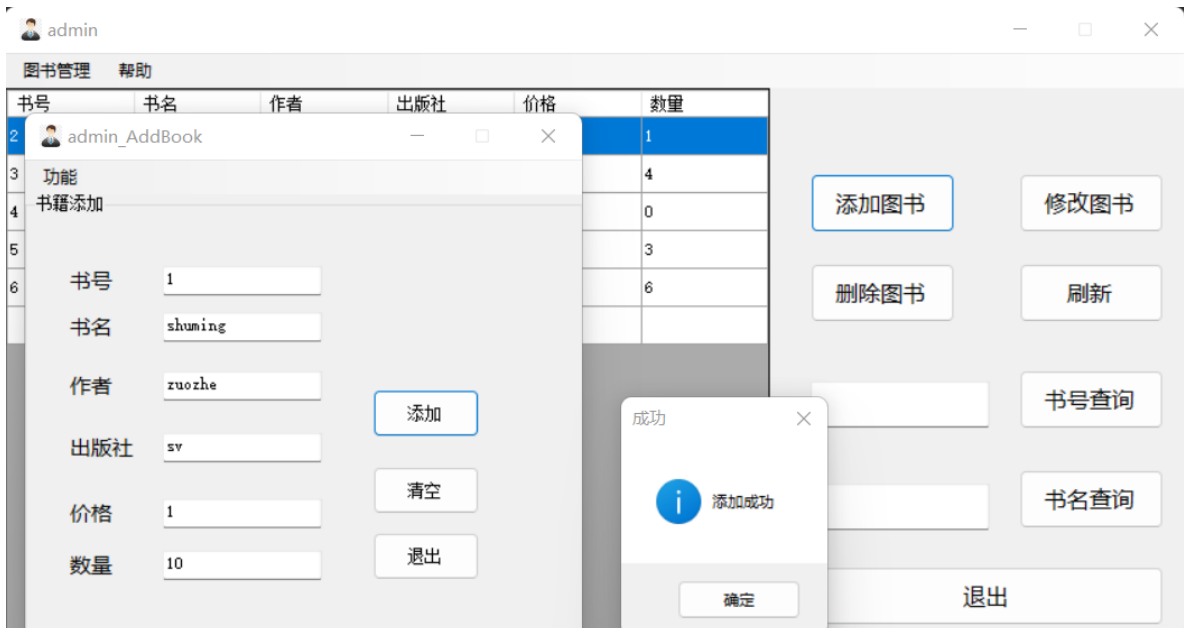 admin
图书管理 帮助
书号 书名 作者 出版社 价格 数量
2 1
3 4
4 0
5 3
6 6
admin_AddBook
功能
书籍添加
书号 1
书名 shuming
作者 zuozhe
出版社 sv
价格 1
数量 10
添加
清空
退出
成功
添加成功
确定
添加图书 修改图书
删除图书 刷新
书号查询
书名查询
退出